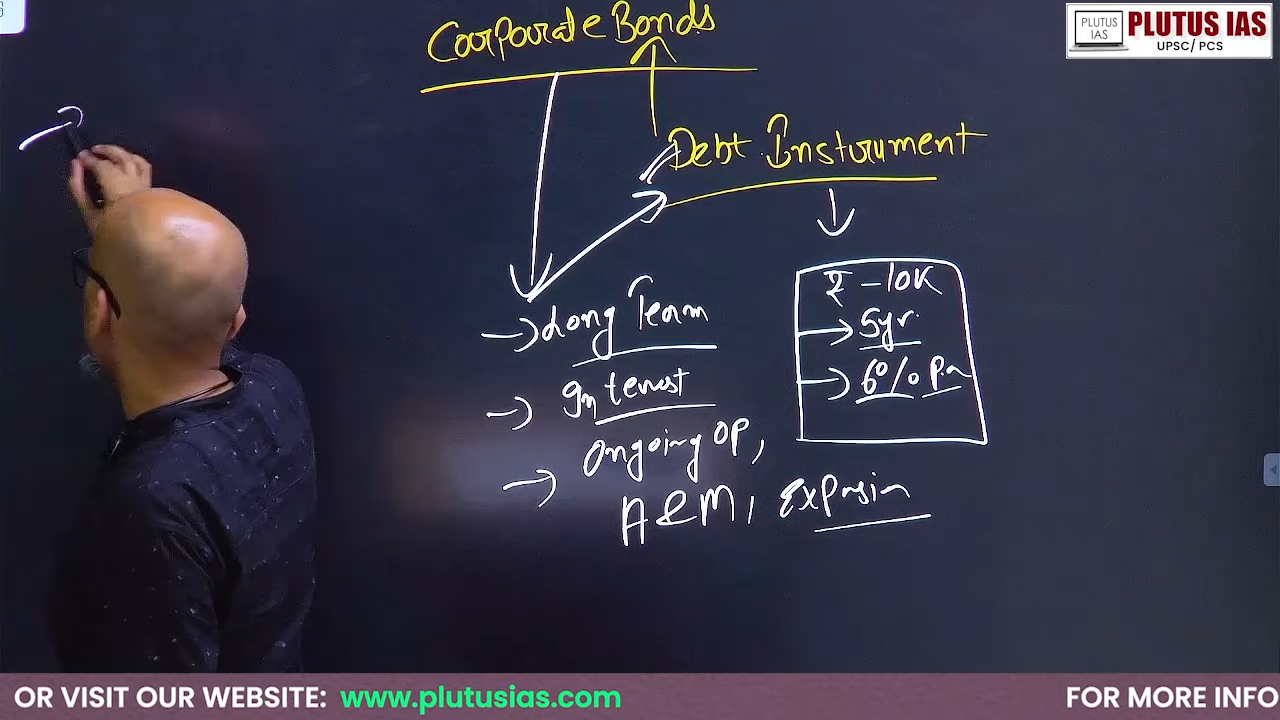 Corporate Bonds
PLUTUS IAS
PLUTUS IAS
UPSC/ PCS
Debt Instrument
Long Team
₹ - 10K
5yr.
6% P.a
Interest
Ongoing OP,
A&M, Expansion
OR VISIT OUR WEBSITE: www.plutusias.com
FOR MORE INFO